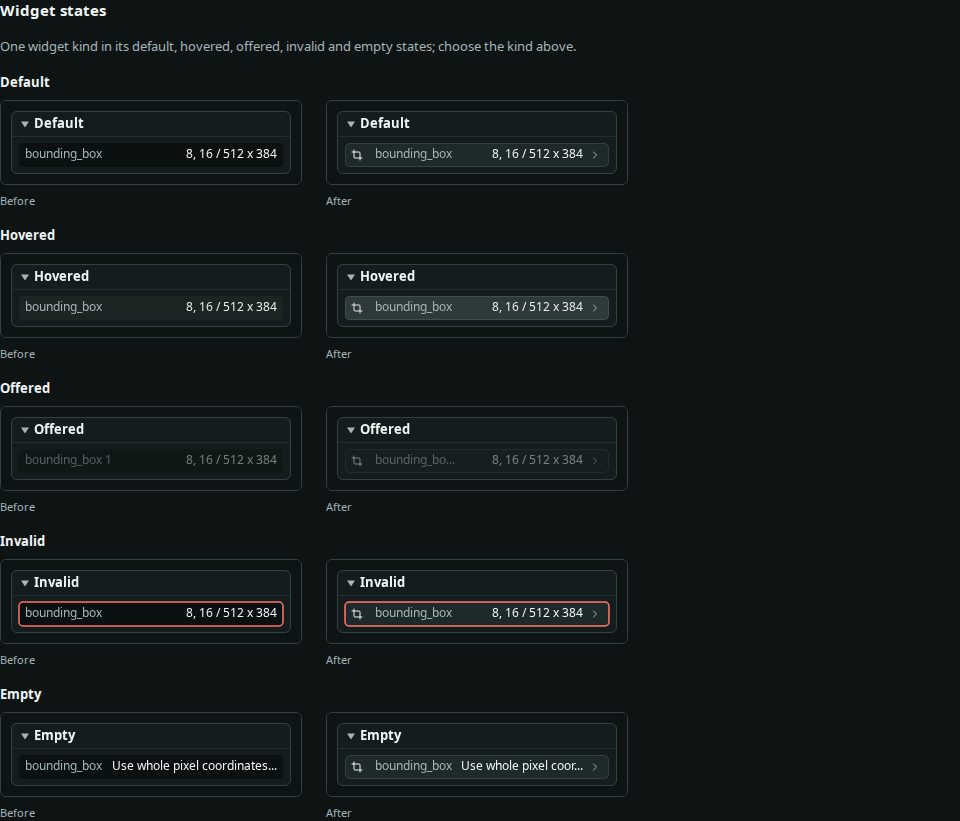 Widget states
One widget kind in its default, hovered, offered, invalid and empty states; choose the kind above.
Default
Default
bounding_box 8, 16 / 512 x 384
Before
Default
bounding_box 8, 16 / 512 x 384
After
Hovered
Hovered
bounding_box 8, 16 / 512 x 384
Before
Hovered
bounding_box 8, 16 / 512 x 384
After
Offered
Offered
bounding_box 1 8, 16 / 512 x 384
Before
Offered
bounding_bo... 8, 16 / 512 x 384
After
Invalid
Invalid
bounding_box 8, 16 / 512 x 384
Before
Invalid
bounding_box 8, 16 / 512 x 384
After
Empty
Empty
bounding_box Use whole pixel coordinates...
Before
Empty
bounding_box Use whole pixel coor...
After